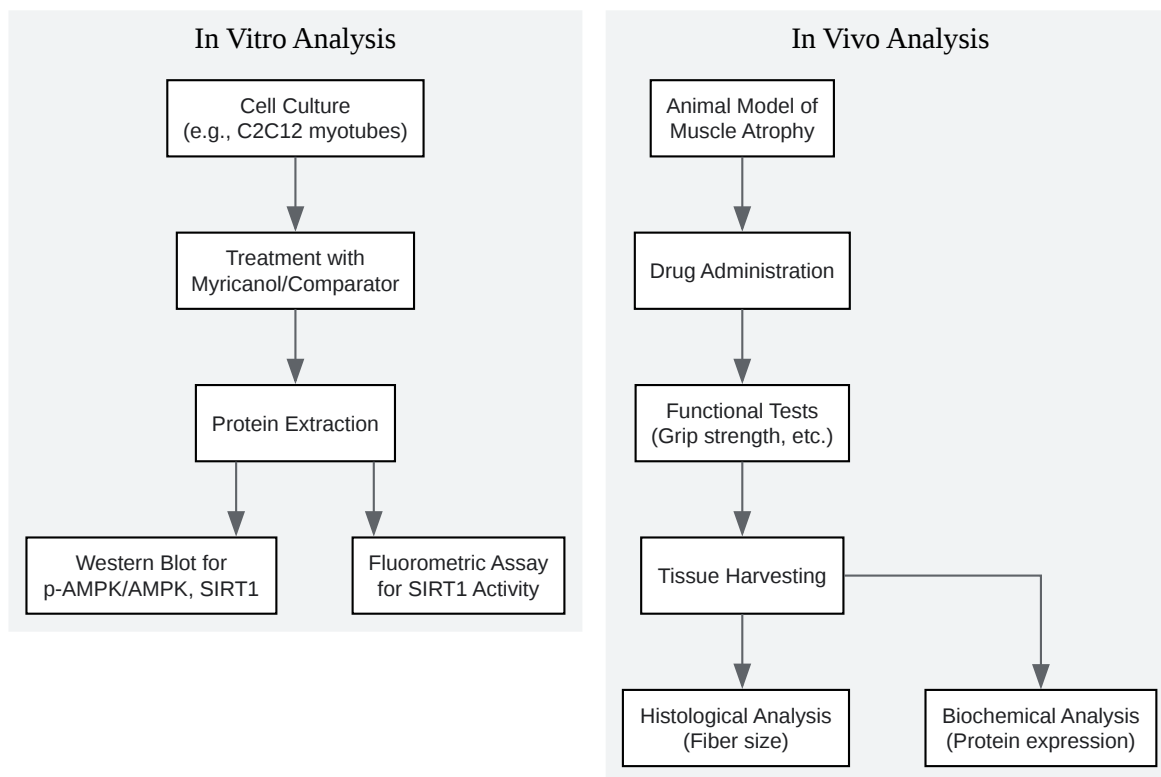 In Vitro Analysis
Cell Culture
(e.g., C2C12 myotubes)
Treatment with
Myricanol/Comparator
Protein Extraction
Western Blot for
p-AMPK/AMPK, SIRT1
Fluorometric Assay
for SIRT1 Activity
In Vivo Analysis
Animal Model of
Muscle Atrophy
Drug Administration
Functional Tests
(Grip strength, etc.)
Tissue Harvesting
Histological Analysis
(Fiber size)
Biochemical Analysis
(Protein expression)